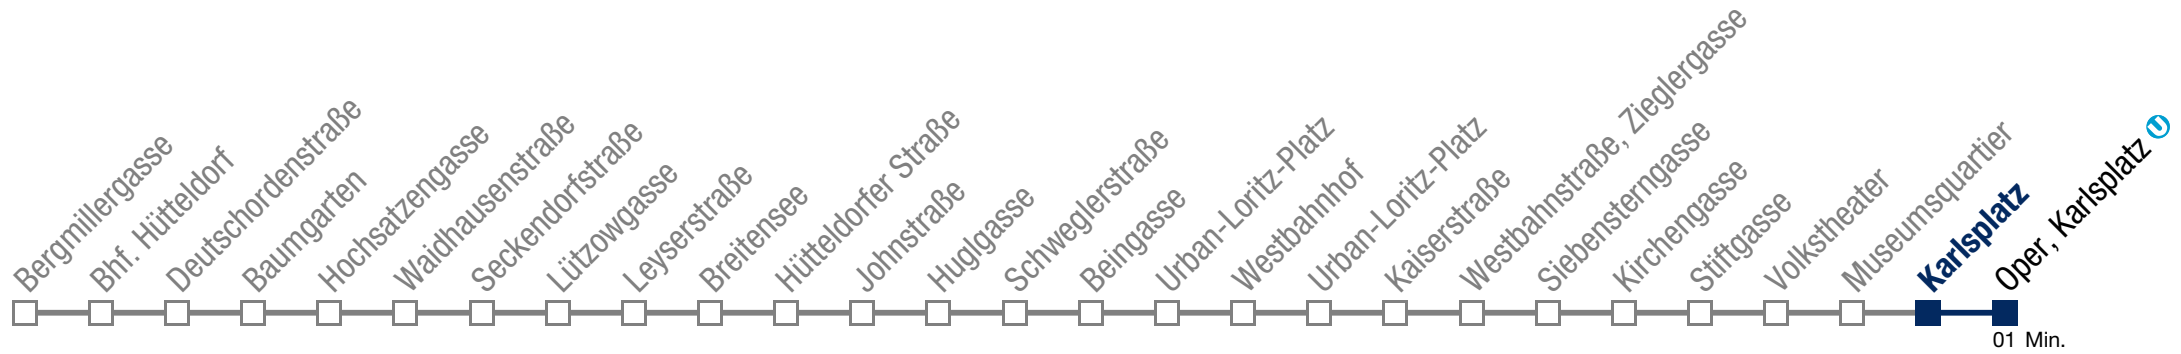 Bergmillergasse
Bhf. Hütteldorf
Deutschordenstraße
Baumgarten
Hochsatzengasse
Waidhausenstraße
Seckendorfstraße
Lützowgasse
Leyserstraße
Breitensee
Hütteldorfer Straße
Johnstraße
Huglgasse
Schweglerstraße
Beingasse
Urban-Loritz-Platz
Westbahnhof
Urban-Loritz-Platz
Kaiserstraße
Westbahnstraße, Zieglergasse
Siebensterngasse
Kirchengasse
Stiftgasse
Volkstheater
Museumsquartier
Karlsplatz
Oper, Karlsplatz U
01 Min.